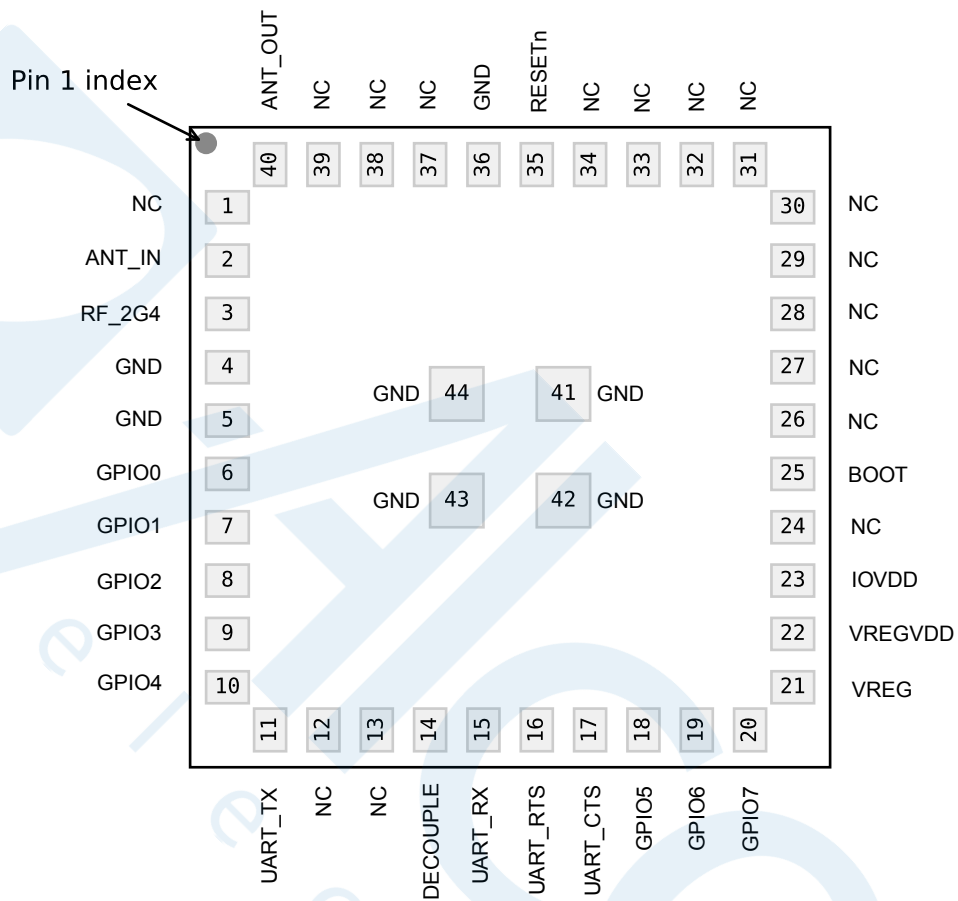 Pin 1 index
ANT_OUT
NC
NC
NC
GND
RESETn
NC
NC
NC
NC
40 39 38 37 36 35 34 33 32 31
NC 1 30 NC
ANT_IN 2 29 NC
RF_2G4 3 28 NC
GND 4 27 NC
GND 44 41 GND
GND 5 26 NC
GPIO0 6 25 BOOT
GND 43 42 GND
GPIO1 7 24 NC
GPIO2 8 23 IOVDD
GPIO3 9 22 VREGVDD
GPIO4 10 21 VREG
11 12 13 14 15 16 17 18 19 20
UART_TX
NC
NC
DECOUPLE
UART_RX
UART_RTS
UART_CTS
GPIO5
GPIO6
GPIO7